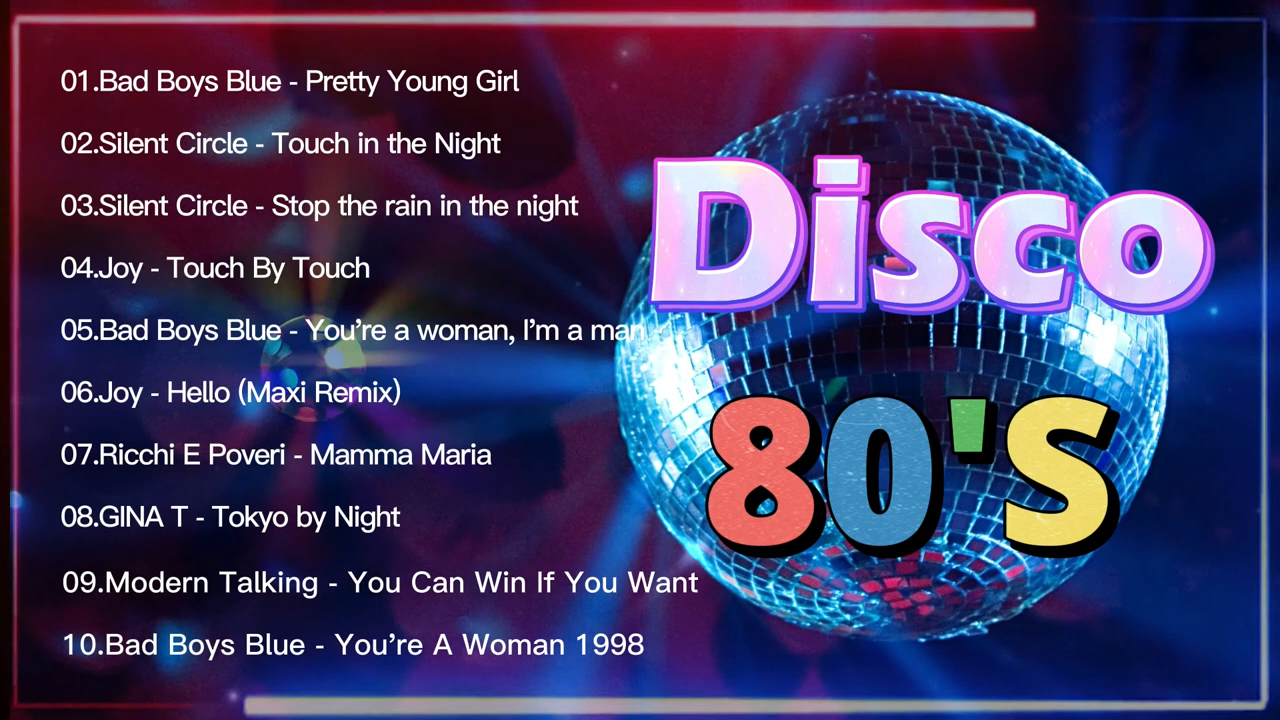 01.Bad Boys Blue - Pretty Young Girl
02.Silent Circle - Touch in the Night
03.Silent Circle - Stop the rain in the night
04.Joy - Touch By Touch
05.Bad Boys Blue - You’re a woman, I’m a man
06.Joy - Hello (Maxi Remix)
07.Ricchi E Poveri - Mamma Maria
08.GINA T - Tokyo by Night
09.Modern Talking - You Can Win If You Want
10.Bad Boys Blue - You’re A Woman 1998
Disco
80'S